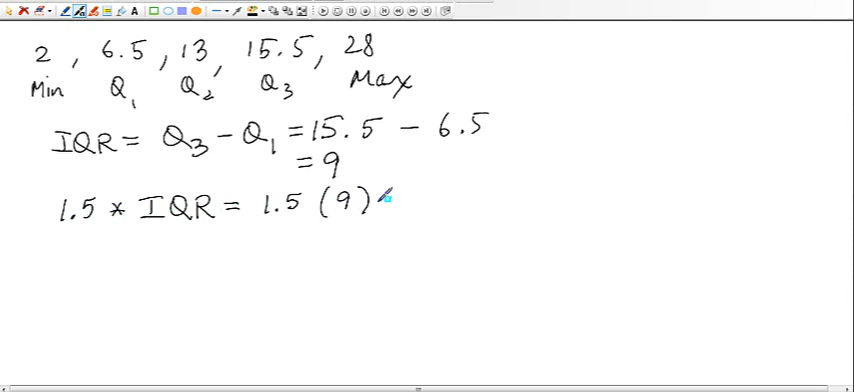 2 , 6.5 , 13 , 15.5 , 28
Min Q1 Q2 Q3 Max
IQR = Q3 - Q1 = 15.5 - 6.5
= 9
1.5 * IQR = 1.5 (9)